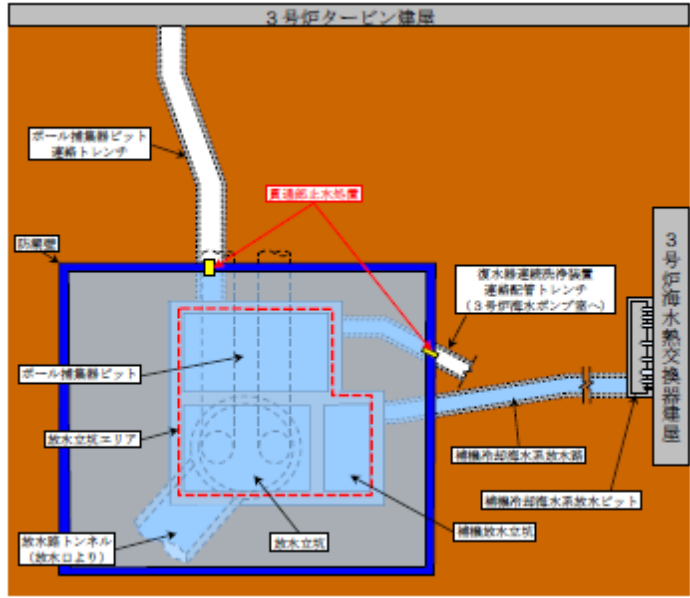 3号炉タービン建屋
ボール捕集器ピット
連絡トレンチ
貫通部止水処置
防潮壁
復水器連続洗浄装置
連絡配管トレンチ
(3号炉海水ポンプ室へ)
3号炉海水熱交換器建屋
ボール捕集器ピット
放水立坑エリア
補機冷却海水系放水路
補機冷却海水系放水ピット
放水路トンネル
(放水口より)
放水立坑
補機放水立坑